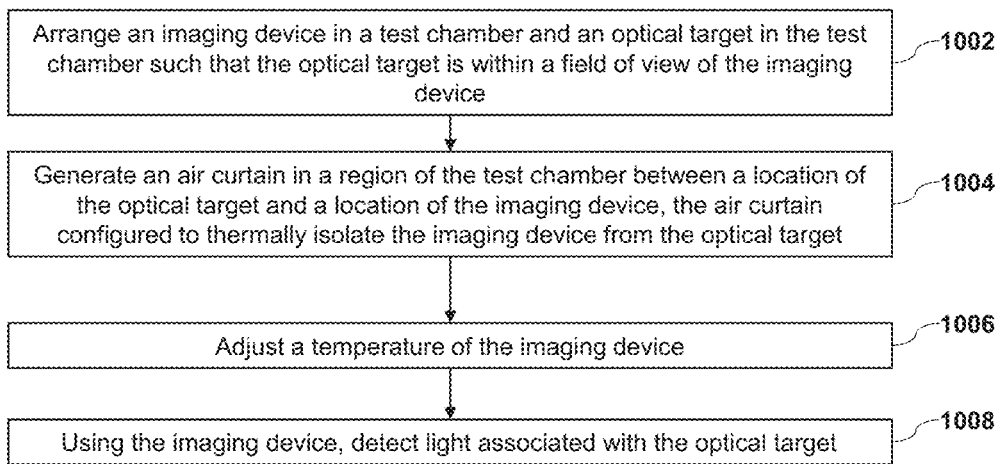 Arrange an imaging device in a test chamber and an optical target in the test
chamber such that the optical target is within a field of view of the imaging
device
1002
Generate an air curtain in a region of the test chamber between a location of
the optical target and a location of the imaging device, the air curtain
configured to thermally isolate the imaging device from the optical target
1004
Adjust a temperature of the imaging device
1006
Using the imaging device, detect light associated with the optical target
1008